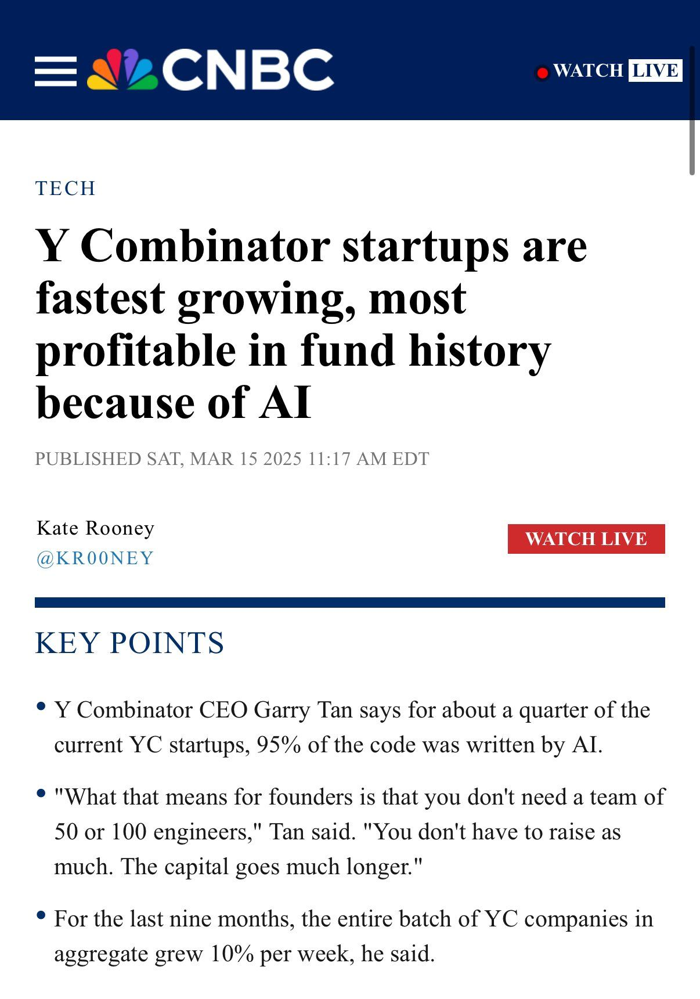 CNBC
WATCH LIVE
TECH
Y Combinator startups are
fastest growing, most
profitable in fund history
because of AI
PUBLISHED SAT, MAR 15 2025 11:17 AM EDT
Kate Rooney
@KR00NEY
WATCH LIVE
KEY POINTS
• Y Combinator CEO Garry Tan says for about a quarter of the
current YC startups, 95% of the code was written by AI.
• "What that means for founders is that you don't need a team of
50 or 100 engineers," Tan said. "You don't have to raise as
much. The capital goes much longer."
• For the last nine months, the entire batch of YC companies in
aggregate grew 10% per week, he said.